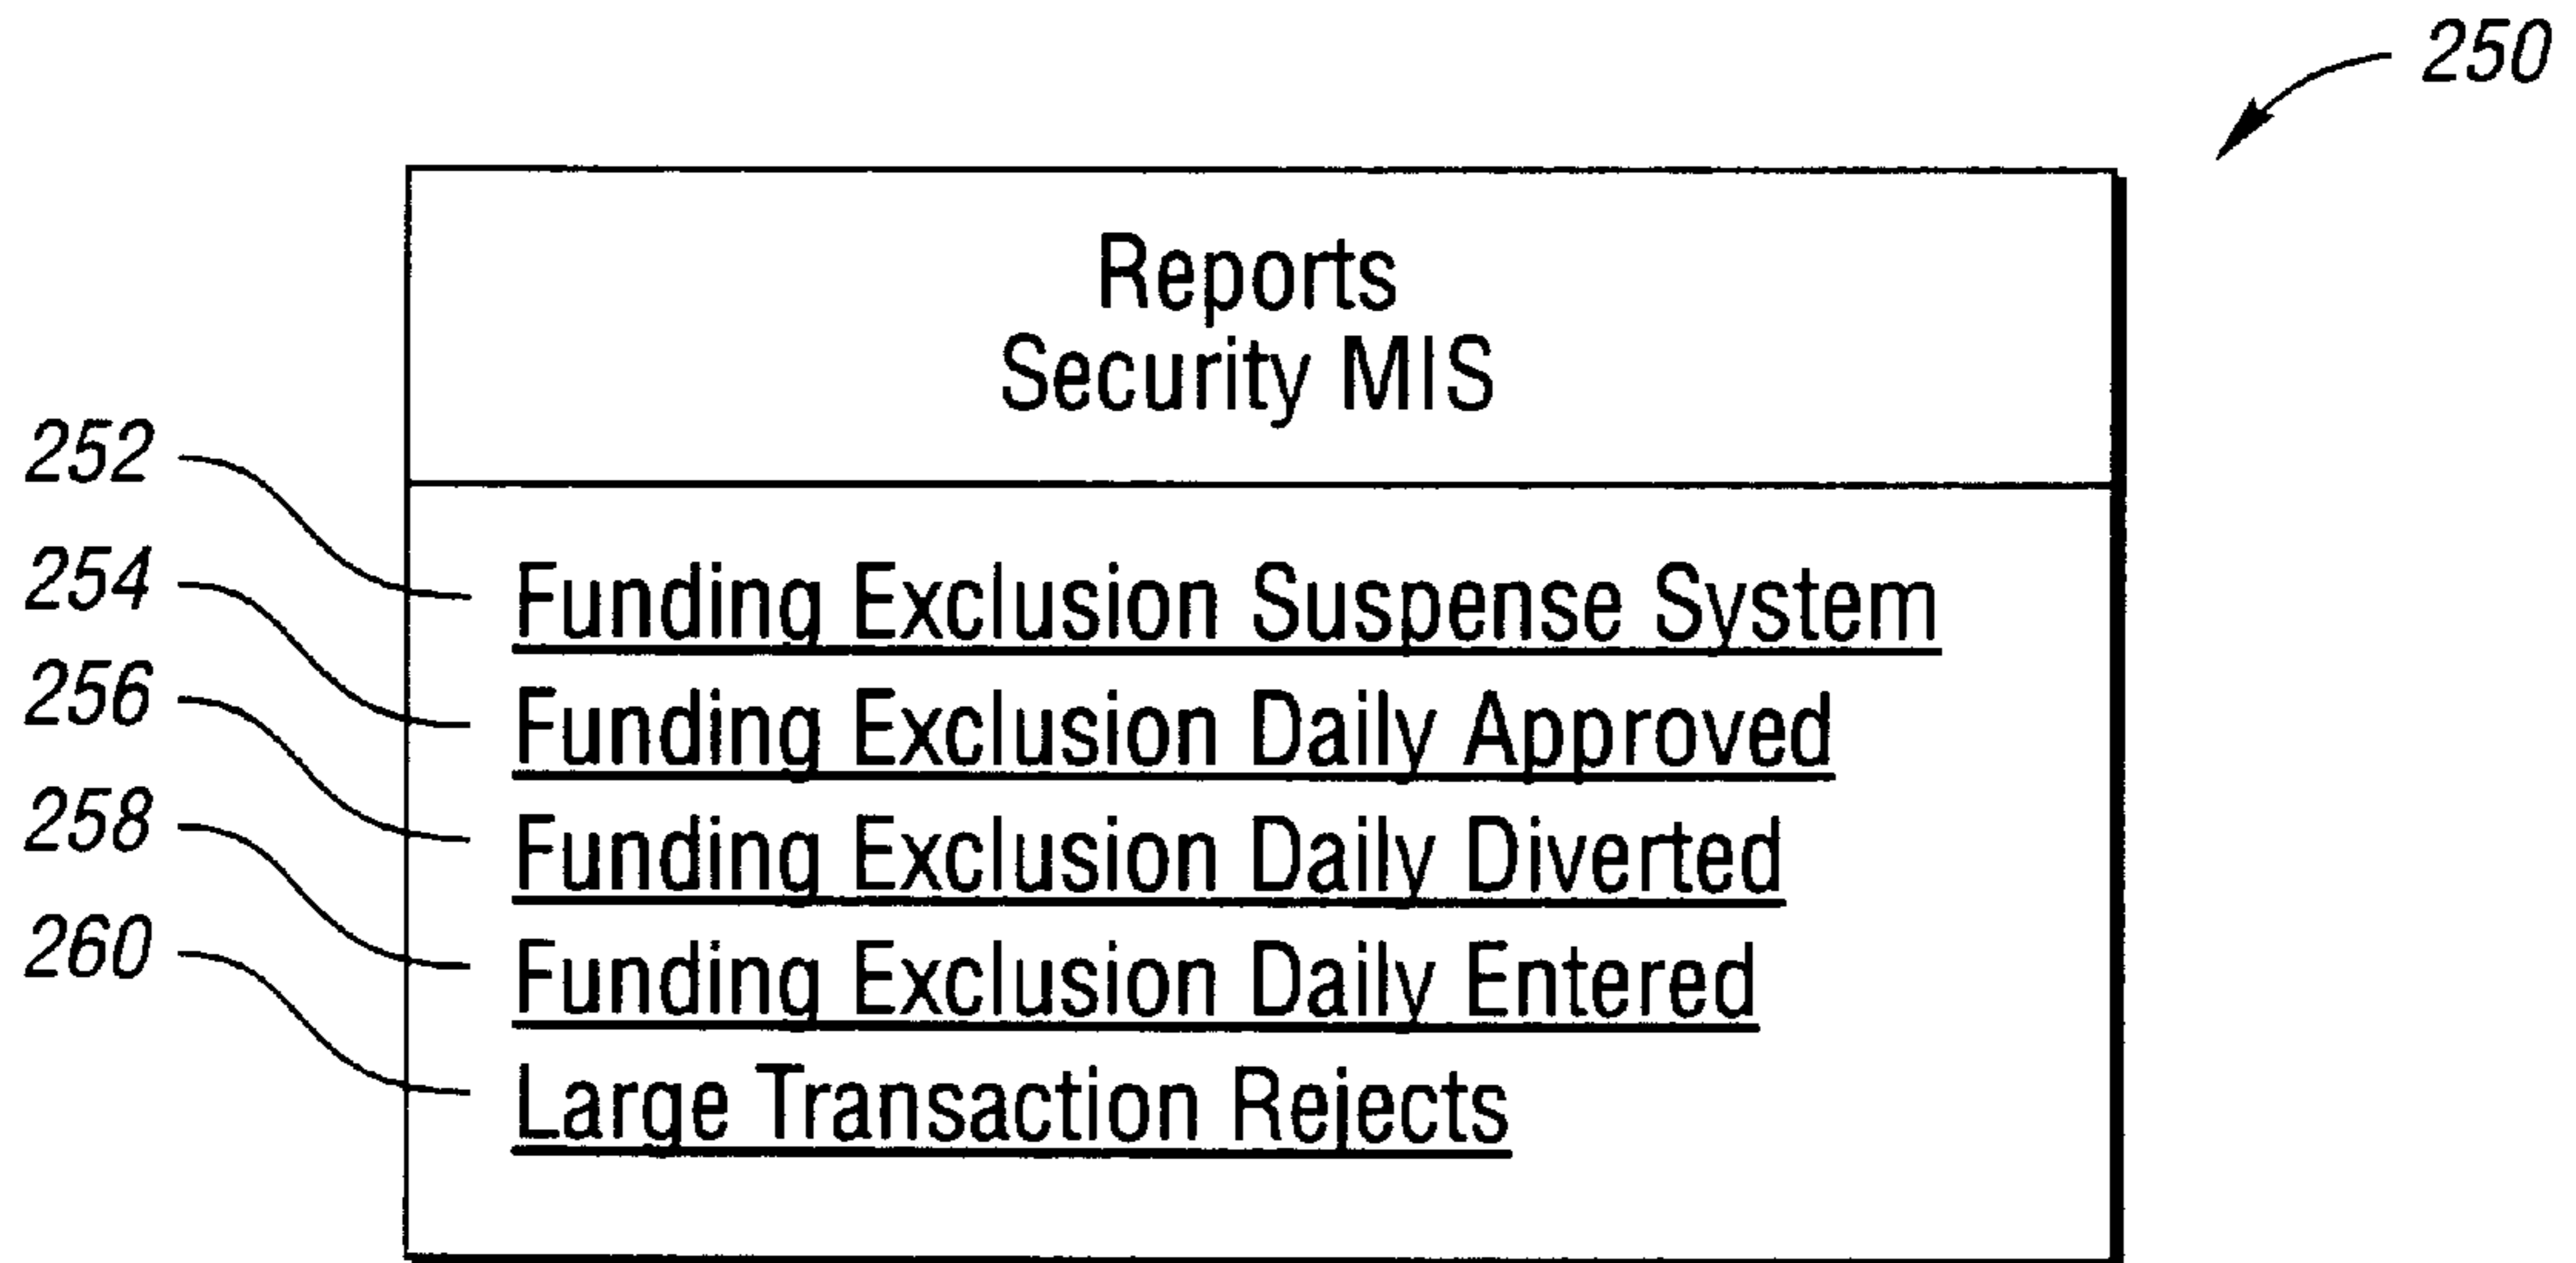 250
Reports
Security MIS
252
Funding Exclusion Suspense System
254
Funding Exclusion Daily Approved
256
Funding Exclusion Daily Diverted
258
Funding Exclusion Daily Entered
260
Large Transaction Rejects